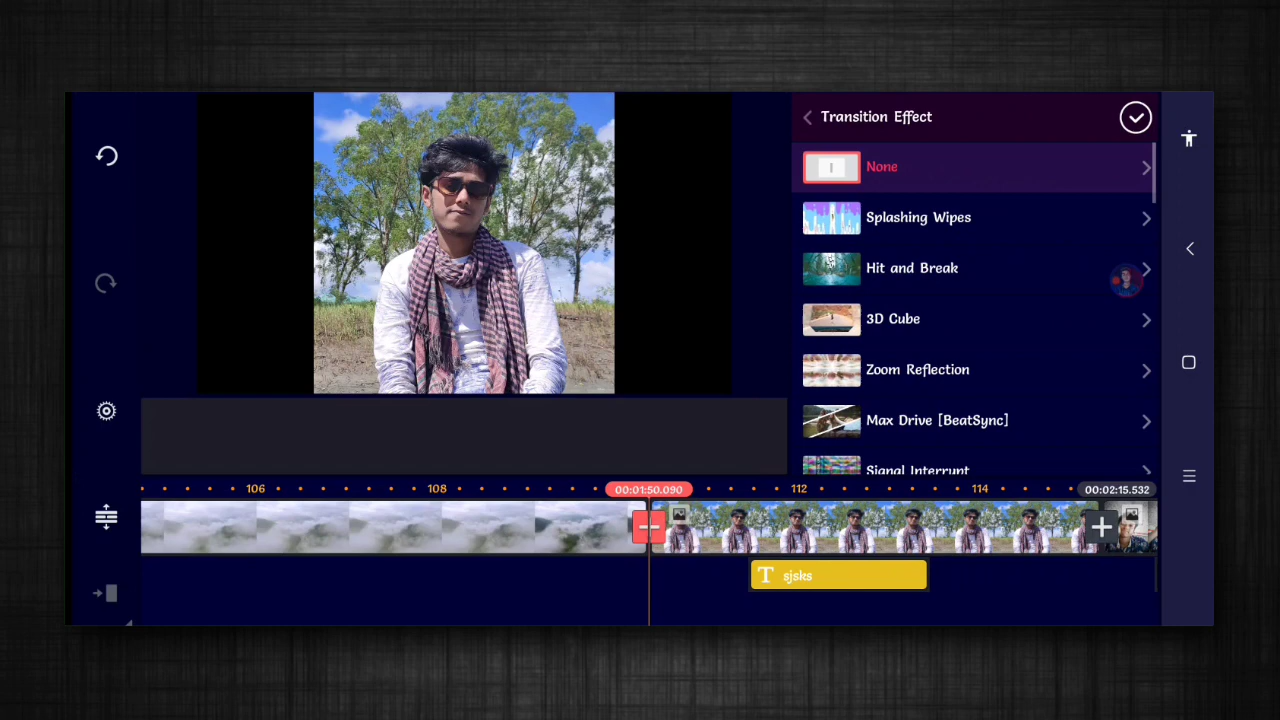 Transition Effect
None
Splashing Wipes
Hit and Break
3D Cube
Zoom Reflection
Max Drive [BeatSync]
Signal Interrupt
106
108
00:01:50.090
112
114
00:02:15.532
T sjsks